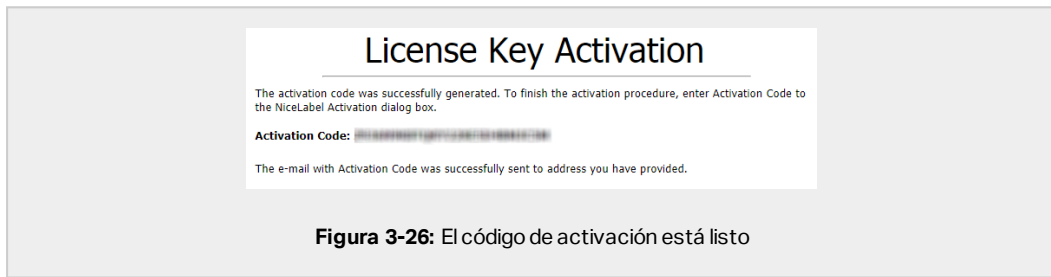 License Key Activation
The activation code was successfully generated. To finish the activation procedure, enter Activation Code to
the NiceLabel Activation dialog box.
Activation Code:
The e-mail with Activation Code was successfully sent to address you have provided.
Figura 3-26: El código de activación está listo